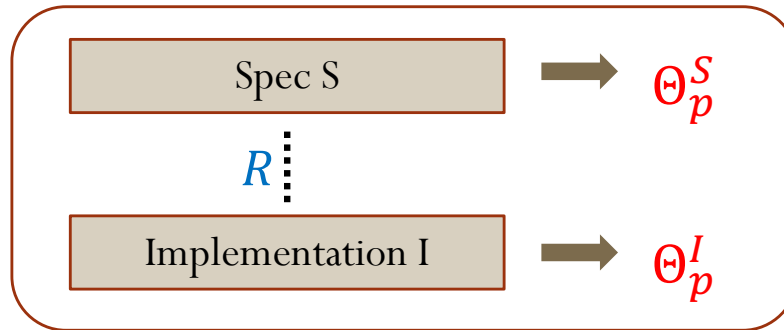 Spec S
Θ_p^S
R
Implementation I
Θ_p^I